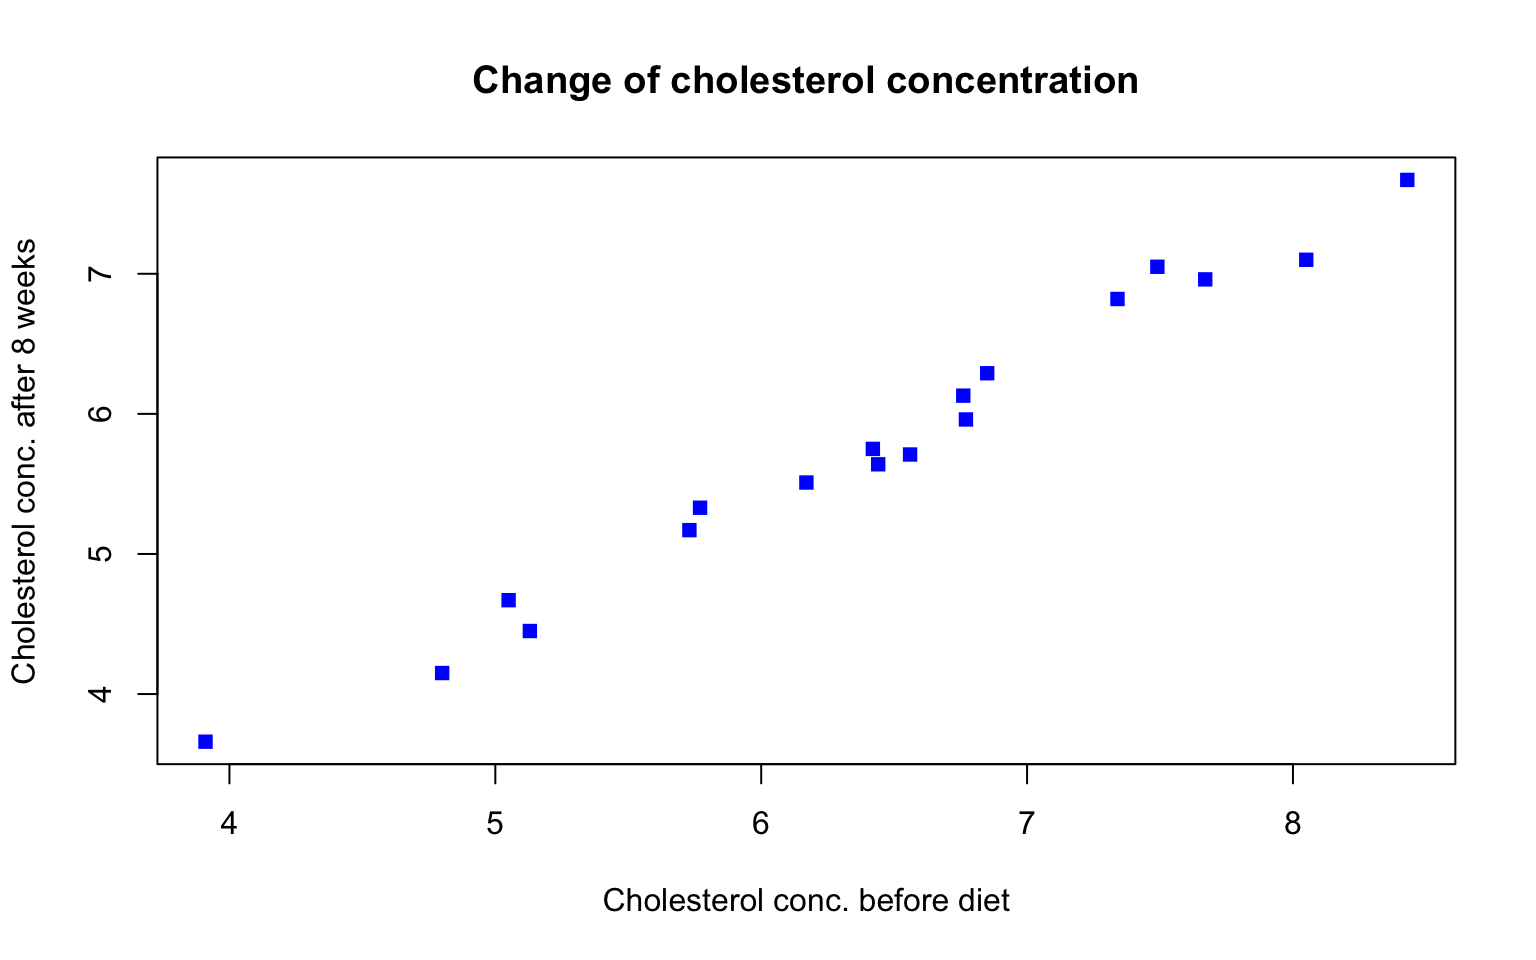 Change of cholesterol concentration
Cholesterol conc. after 8 weeks
7
6
5
4
4 5 6 7 8
Cholesterol conc. before diet